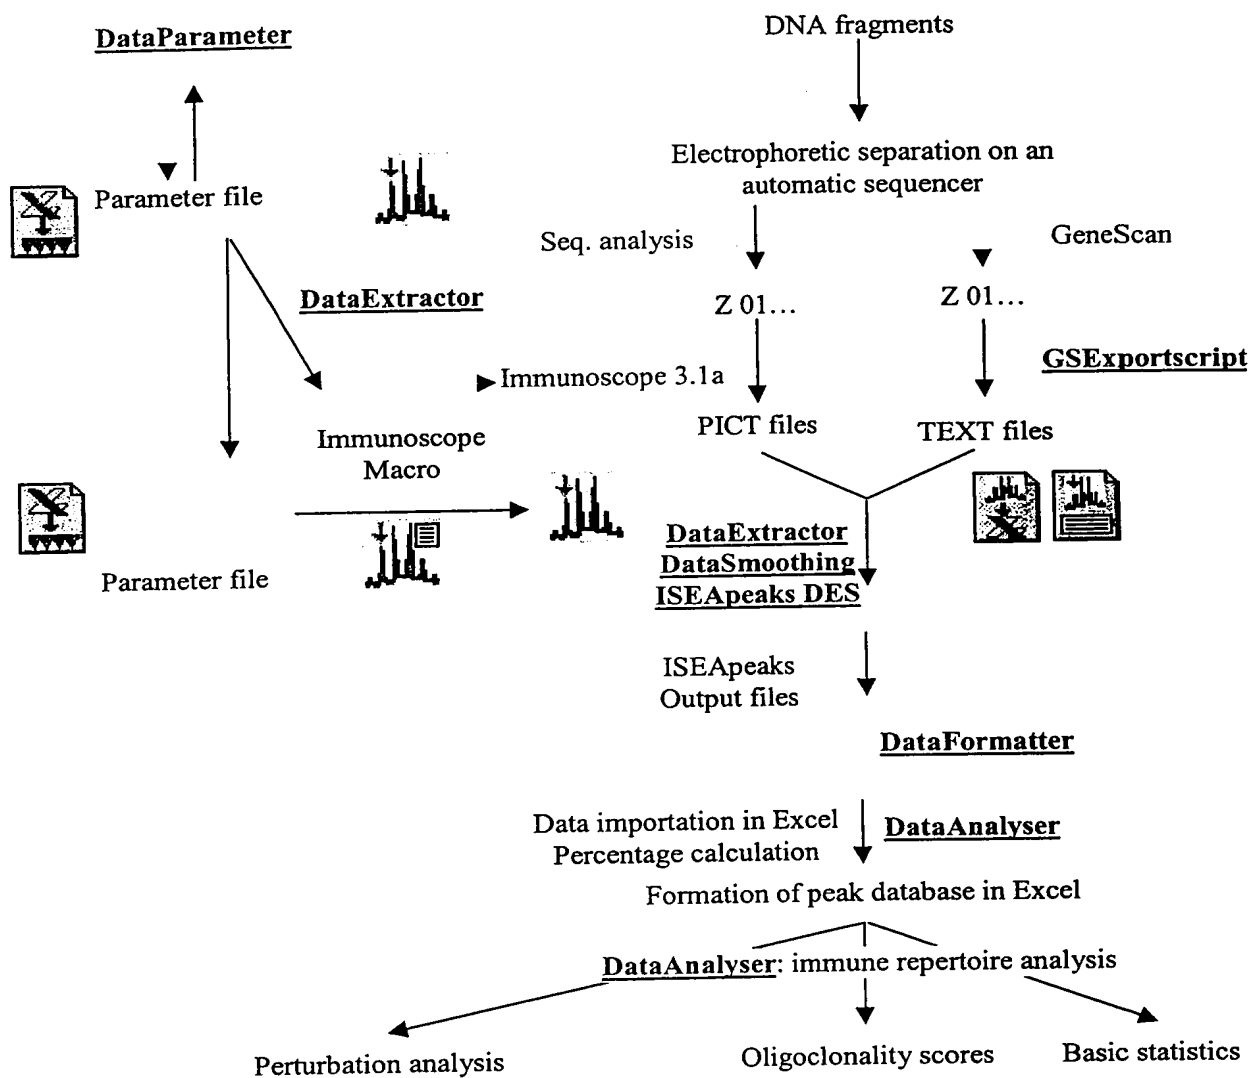 DataParameter
DNA fragments
Electrophoretic separation on an
automatic sequencer
Parameter file
Seq. analysis
GeneScan
DataExtractor
Z 01…
Z 01…
GSExportscript
Immunoscope 3.1a
PICT files
TEXT files
Immunoscope
Macro
DataExtractor
DataSmoothing
ISEApeaks DES
Parameter file
ISEApeaks
Output files
DataFormatter
Data importation in Excel
Percentage calculation
DataAnalyser
Formation of peak database in Excel
DataAnalyser: immune repertoire analysis
Perturbation analysis
Oligoclonality scores
Basic statistics